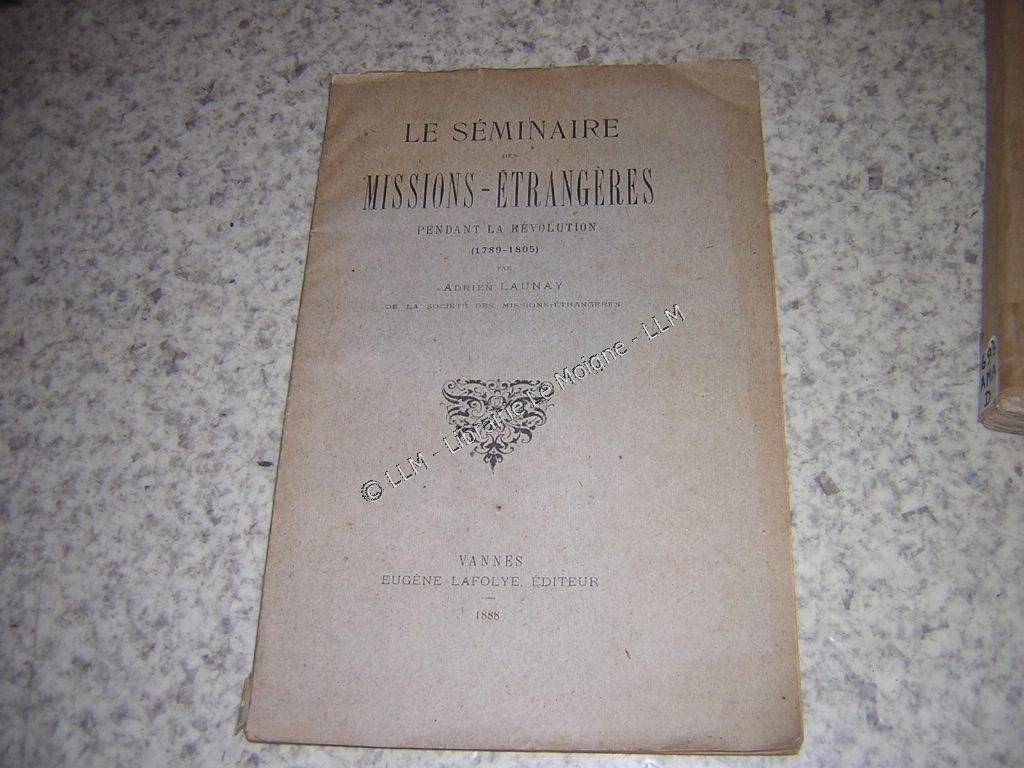 LE SÉMINAIRE
DES
MISSIONS-ÉTRANGÈRES
PENDANT LA RÉVOLUTION
(1789-1805)
PAR
ADRIEN LAUNAY
DE LA SOCIÉTÉ DES MISSIONS-ÉTRANGÈRES
© LLM - Librairie Le Moigne - LLM
VANNES
EUGÈNE LAFOLYE, ÉDITEUR
1888
AMA
D